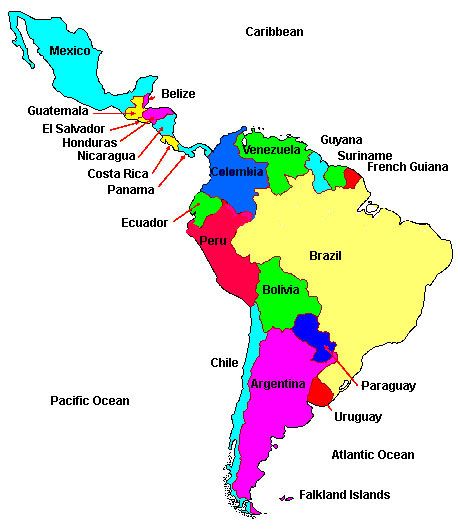 Caribbean
Mexico
Belize
Guatemala
El Salvador
Honduras
Nicaragua
Costa Rica
Panama
Venezuela
Guyana
Suriname
French Guiana
Colombia
Ecuador
Peru
Brazil
Bolivia
Chile
Argentina
Paraguay
Pacific Ocean
Uruguay
Atlantic Ocean
Falkland Islands